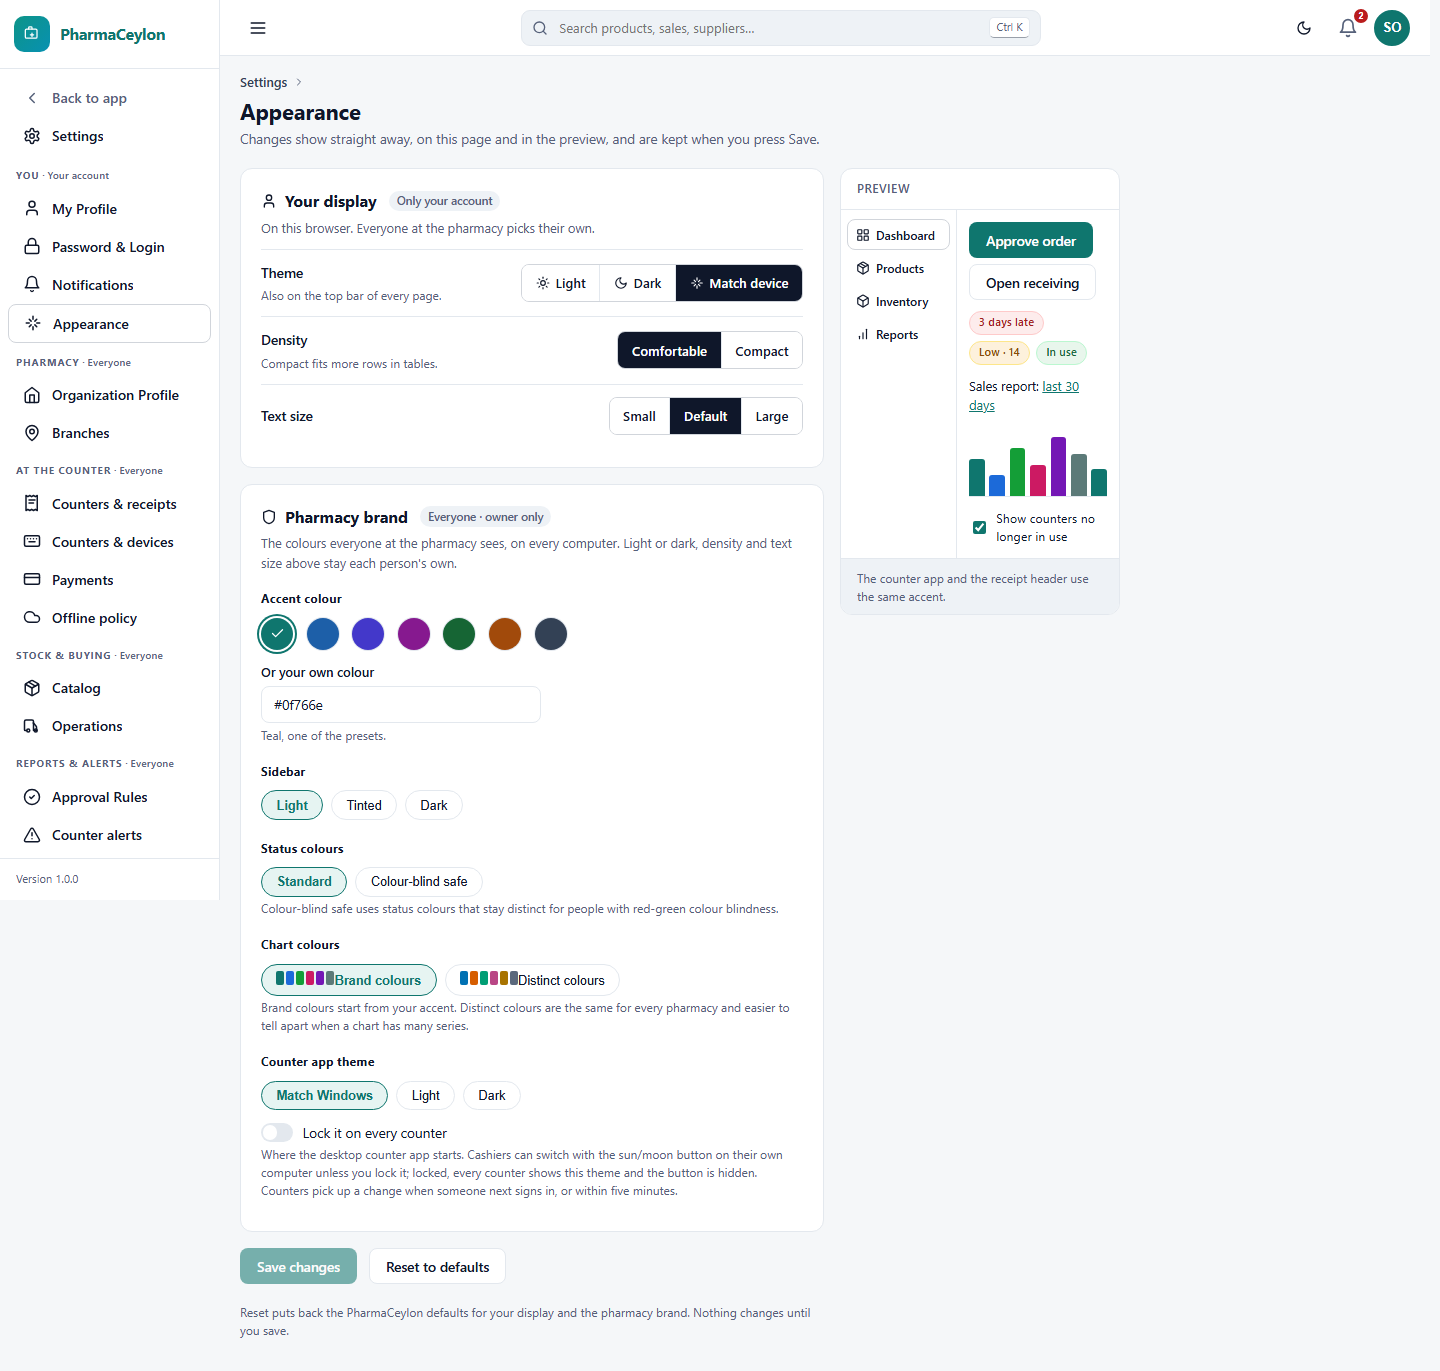 PharmaCeylon
Search products, sales, suppliers...
Ctrl K
2
SO
Back to app
Settings
YOU · Your account
My Profile
Password & Login
Notifications
Appearance
PHARMACY · Everyone
Organization Profile
Branches
AT THE COUNTER · Everyone
Counters & receipts
Counters & devices
Payments
Offline policy
STOCK & BUYING · Everyone
Catalog
Operations
REPORTS & ALERTS · Everyone
Approval Rules
Counter alerts
Version 1.0.0
Settings
Appearance
Changes show straight away, on this page and in the preview, and are kept when you press Save.
Your display
Only your account
On this browser. Everyone at the pharmacy picks their own.
Theme
Also on the top bar of every page.
Light
Dark
Match device
Density
Compact fits more rows in tables.
Comfortable
Compact
Text size
Small
Default
Large
Pharmacy brand
Everyone · owner only
The colours everyone at the pharmacy sees, on every computer. Light or dark, density and text
size above stay each person's own.
Accent colour
Or your own colour
#0f766e
Teal, one of the presets.
Sidebar
Light
Tinted
Dark
Status colours
Standard
Colour-blind safe
Colour-blind safe uses status colours that stay distinct for people with red-green colour blindness.
Chart colours
Brand colours
Distinct colours
Brand colours start from your accent. Distinct colours are the same for every pharmacy and easier to
tell apart when a chart has many series.
Counter app theme
Match Windows
Light
Dark
Lock it on every counter
Where the desktop counter app starts. Cashiers can switch with the sun/moon button on their own
computer unless you lock it; locked, every counter shows this theme and the button is hidden.
Counters pick up a change when someone next signs in, or within five minutes.
Save changes
Reset to defaults
Reset puts back the PharmaCeylon defaults for your display and the pharmacy brand. Nothing changes until
you save.
PREVIEW
Dashboard
Products
Inventory
Reports
Approve order
Open receiving
3 days late
Low · 14
In use
Sales report: last 30
days
Show counters no
longer in use
The counter app and the receipt header use
the same accent.